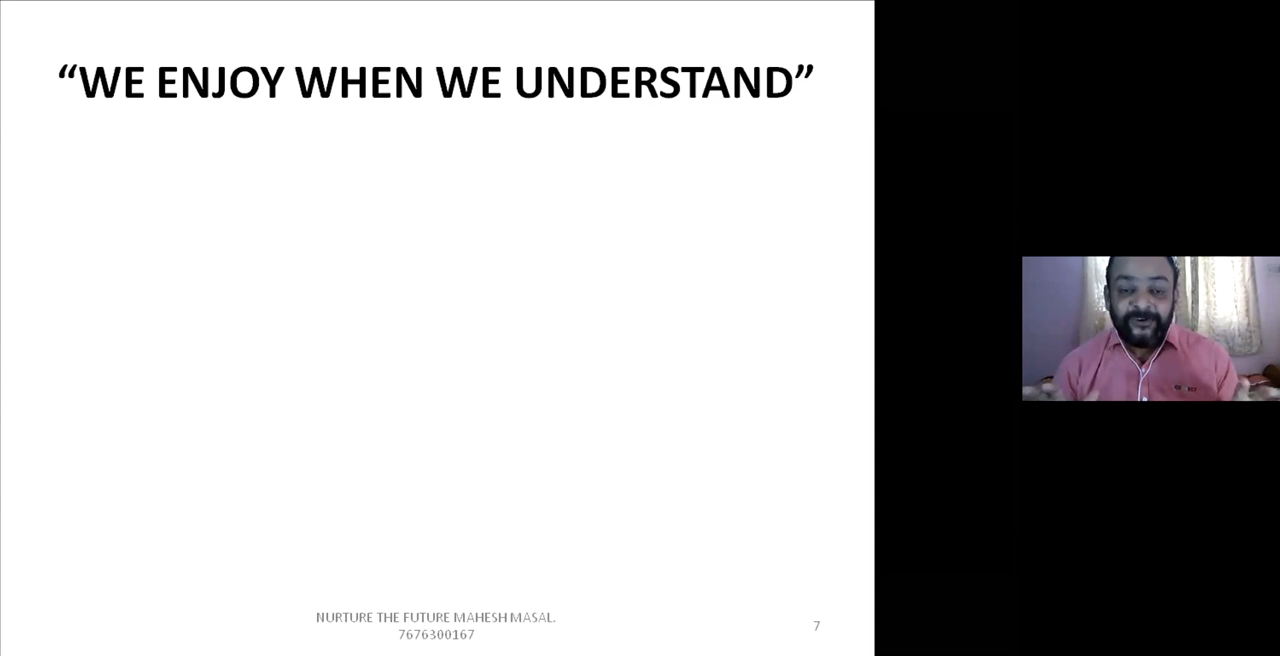 “WE ENJOY WHEN WE UNDERSTAND”
NURTURE THE FUTURE MAHESH MASAL.
7676300167
7